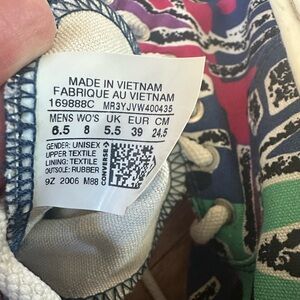 MADE IN VIETNAM
FABRIQUE AU VIETNAM
169888C MR3YJVW400435
MENS WO'S UK EUR CM
6.5 8 5.5 39 24.5
GENDER: UNISEX
UPPER: TEXTILE
LINING: TEXTILE
OUTSOLE: RUBBER
9Z 2006 M88
CONVERSE